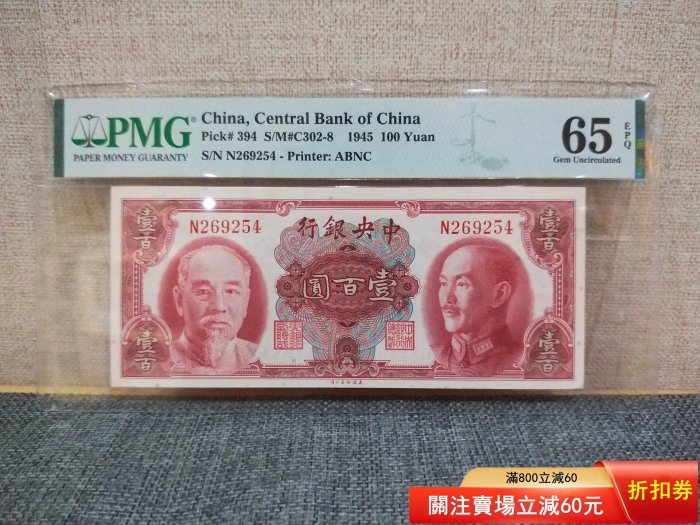 PMG
PAPER MONEY GUARANTY
China, Central Bank of China
Pick# 394 S/M#C302-8 1945 100 Yuan
S/N N269254 - Printer: ABNC
65 EPQ
Gem Uncirculated
壹百
N269254
行銀央中
N269254
壹百
圓百壹
壹百
壹百
滿800立減60
關注賣場立減60元
折扣券